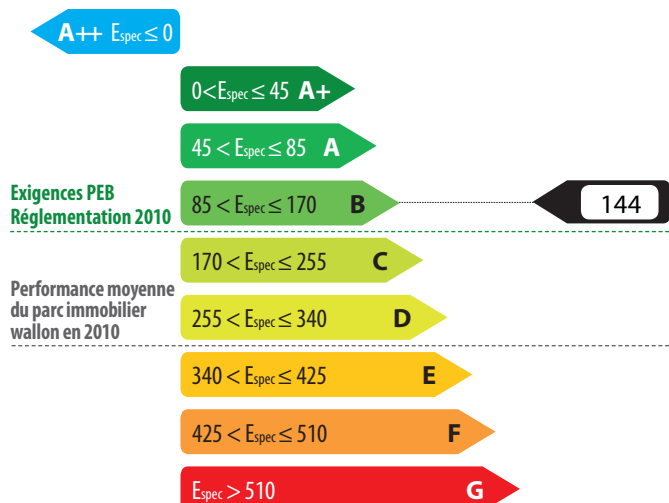 A++ Espec ≤ 0
0<Espec ≤ 45 A+
45 < Espec ≤ 85 A
Exigences PEB
Réglementation 2010
85 < Espec ≤ 170 B
144
170 < Espec ≤ 255 C
Performance moyenne
du parc immobilier
wallon en 2010
255 < Espec ≤ 340 D
340 < Espec ≤ 425 E
425 < Espec ≤ 510 F
Espec > 510 G